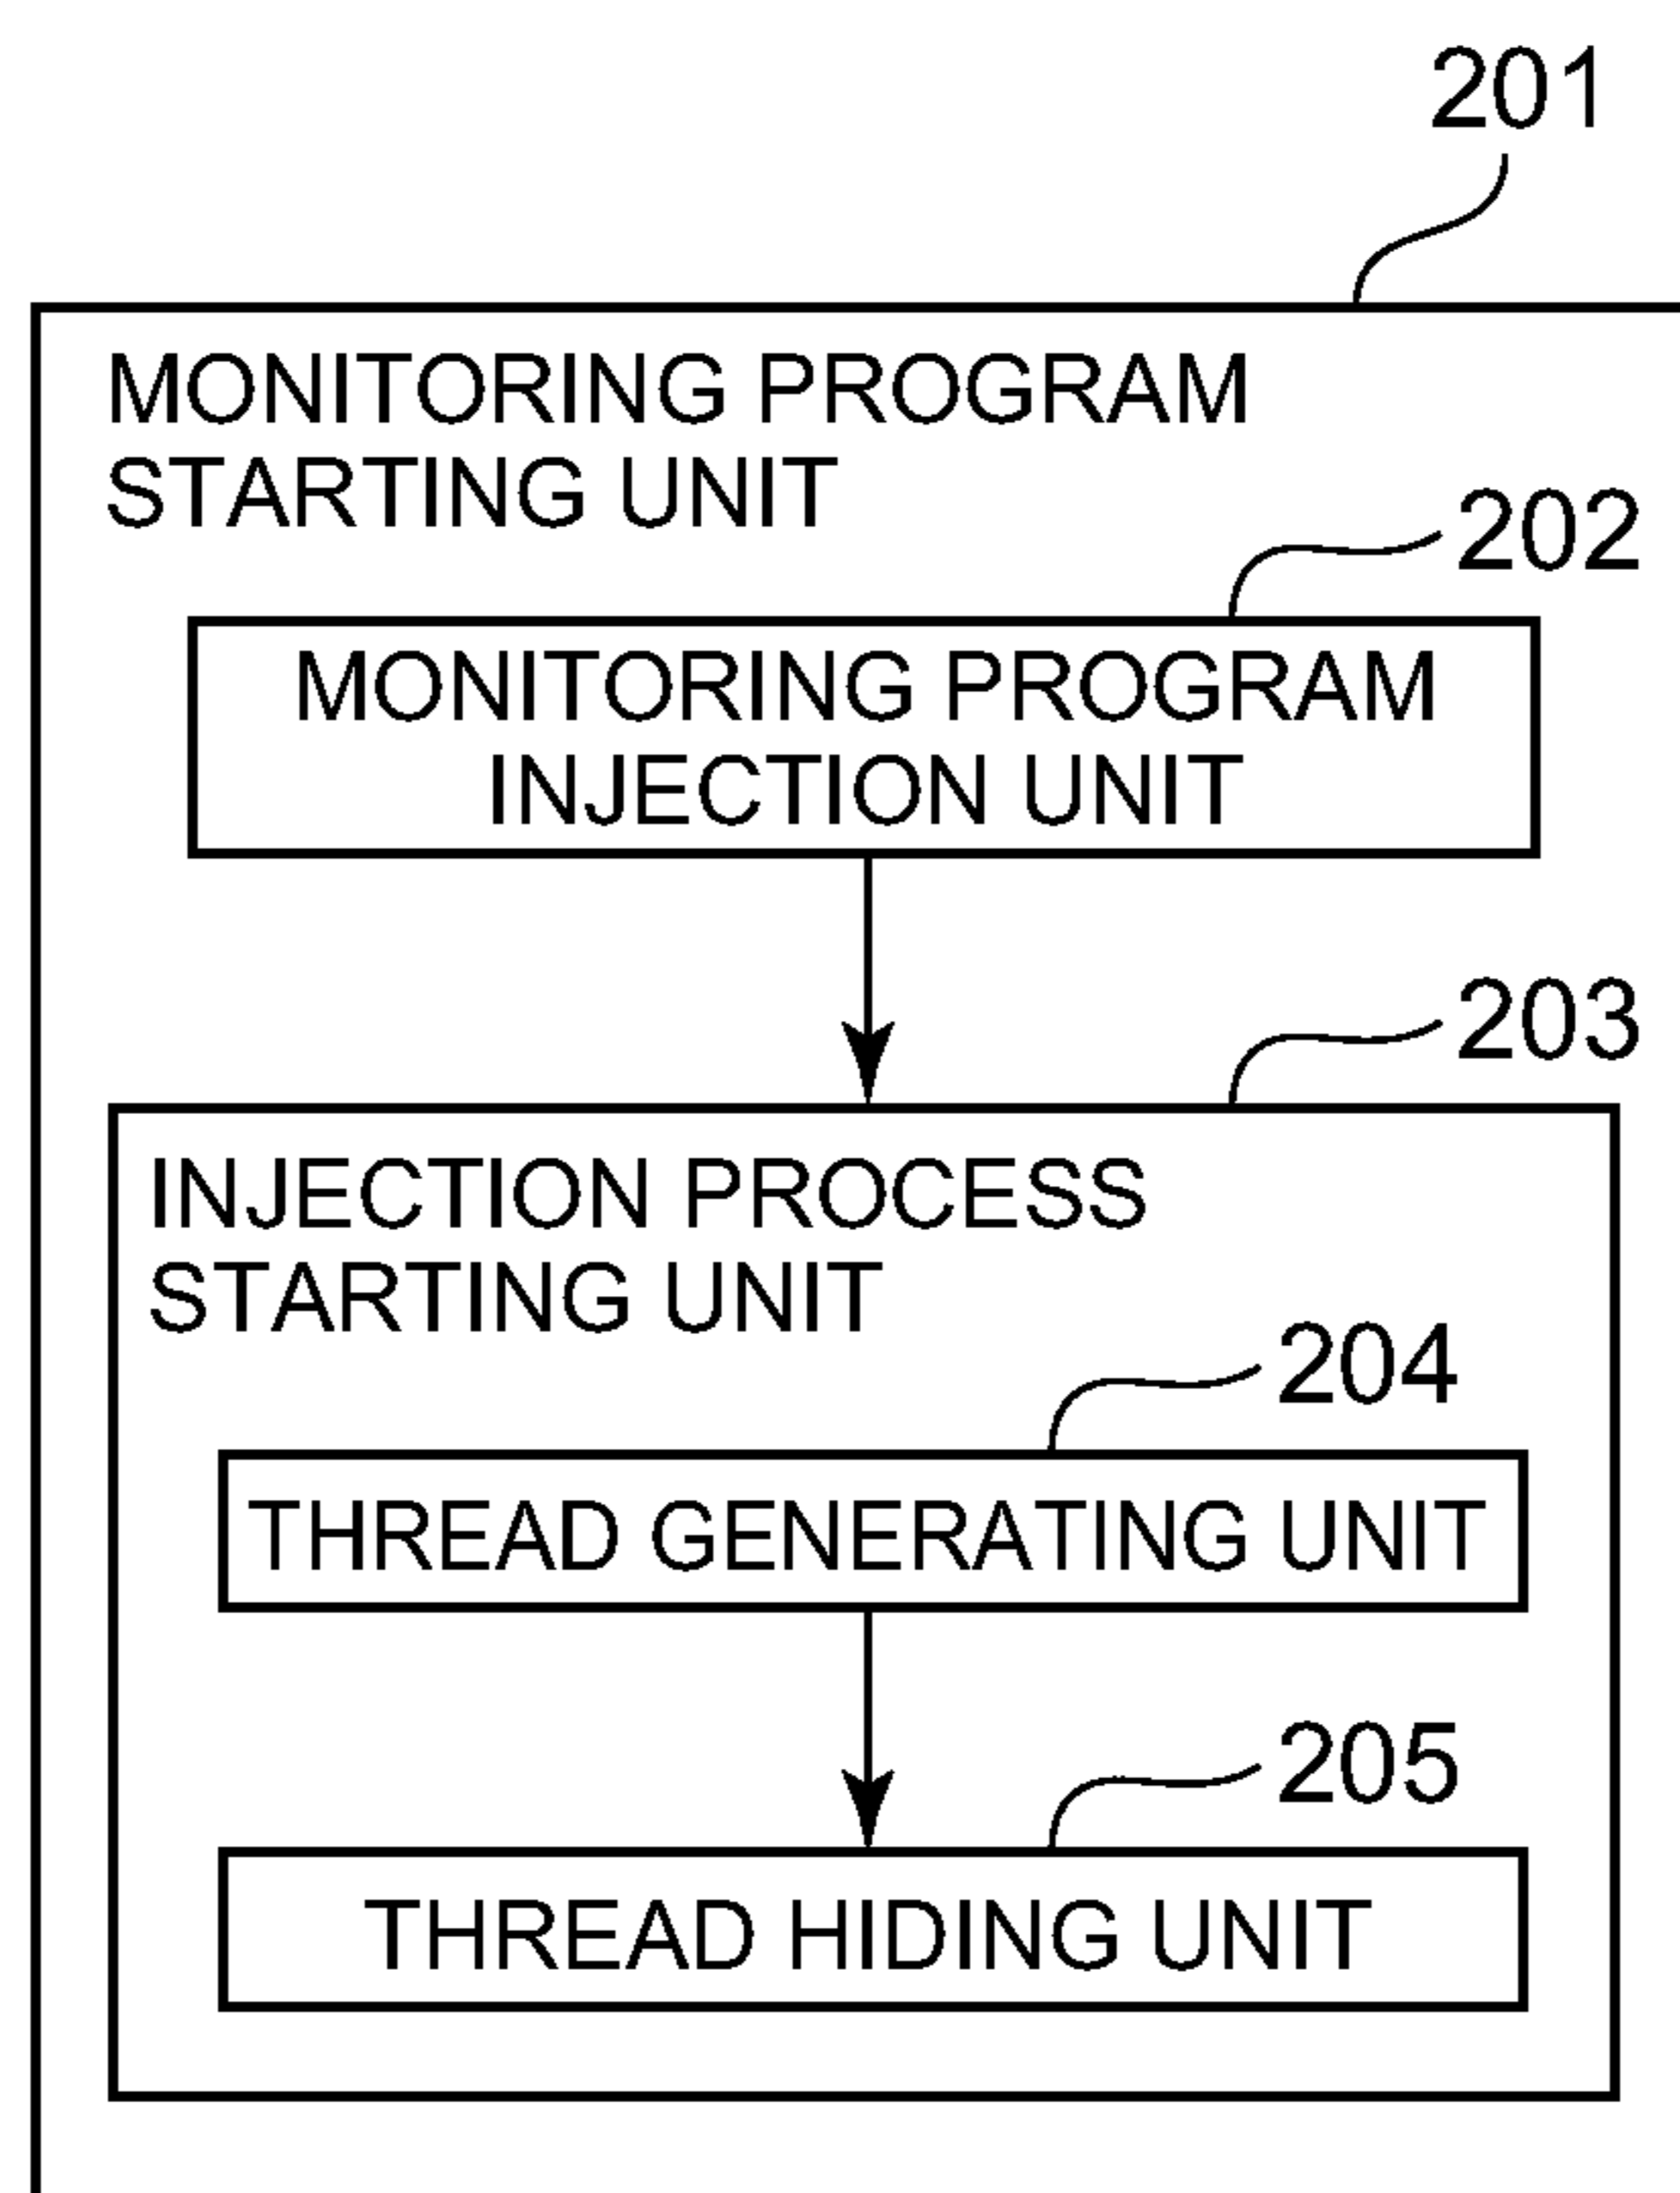 201
MONITORING PROGRAM
STARTING UNIT
202
MONITORING PROGRAM
INJECTION UNIT
203
INJECTION PROCESS
STARTING UNIT
204
THREAD GENERATING UNIT
205
THREAD HIDING UNIT